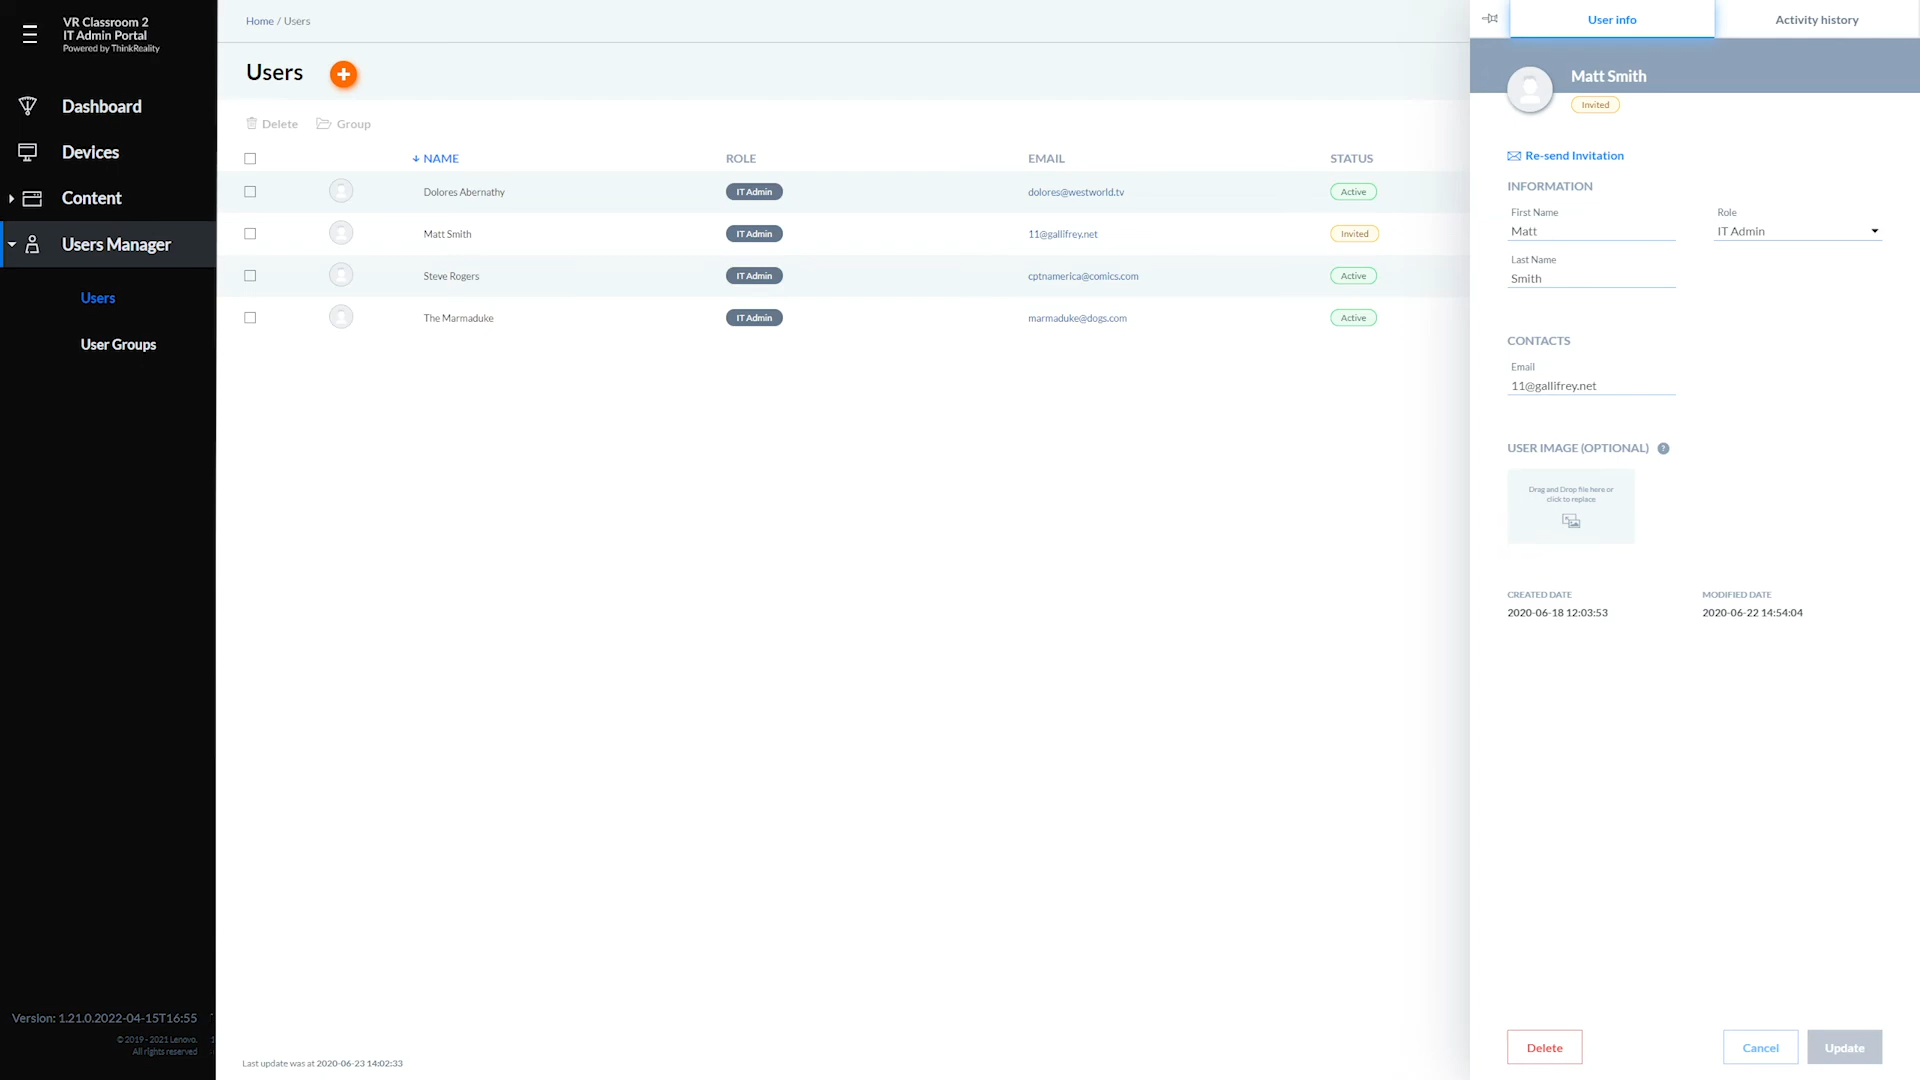 VR Classroom 2
IT Admin Portal
Powered by ThinkReality
Dashboard
Devices
Content
Users Manager
Users
User Groups
Version: 1.21.0.2022-04-15T16:55
© 2019 - 2021 Lenovo.
All rights reserved
Home / Users
Users
Delete Group
NAME ROLE EMAIL STATUS
Dolores Abernathy IT Admin dolores@westworld.tv Active
Matt Smith IT Admin 11@gallifrey.net Invited
Steve Rogers IT Admin cptnamerica@comics.com Active
The Marmaduke IT Admin marmaduke@dogs.com Active
Last update was at 2020-06-23 14:02:33
User info Activity history
Matt Smith
Invited
Re-send Invitation
INFORMATION
First Name Role
Matt IT Admin
Last Name
Smith
CONTACTS
Email
11@gallifrey.net
USER IMAGE (OPTIONAL) ?
Drag and Drop file here or
click to replace
CREATED DATE MODIFIED DATE
2020-06-18 12:03:53 2020-06-22 14:54:04
Delete Cancel Update